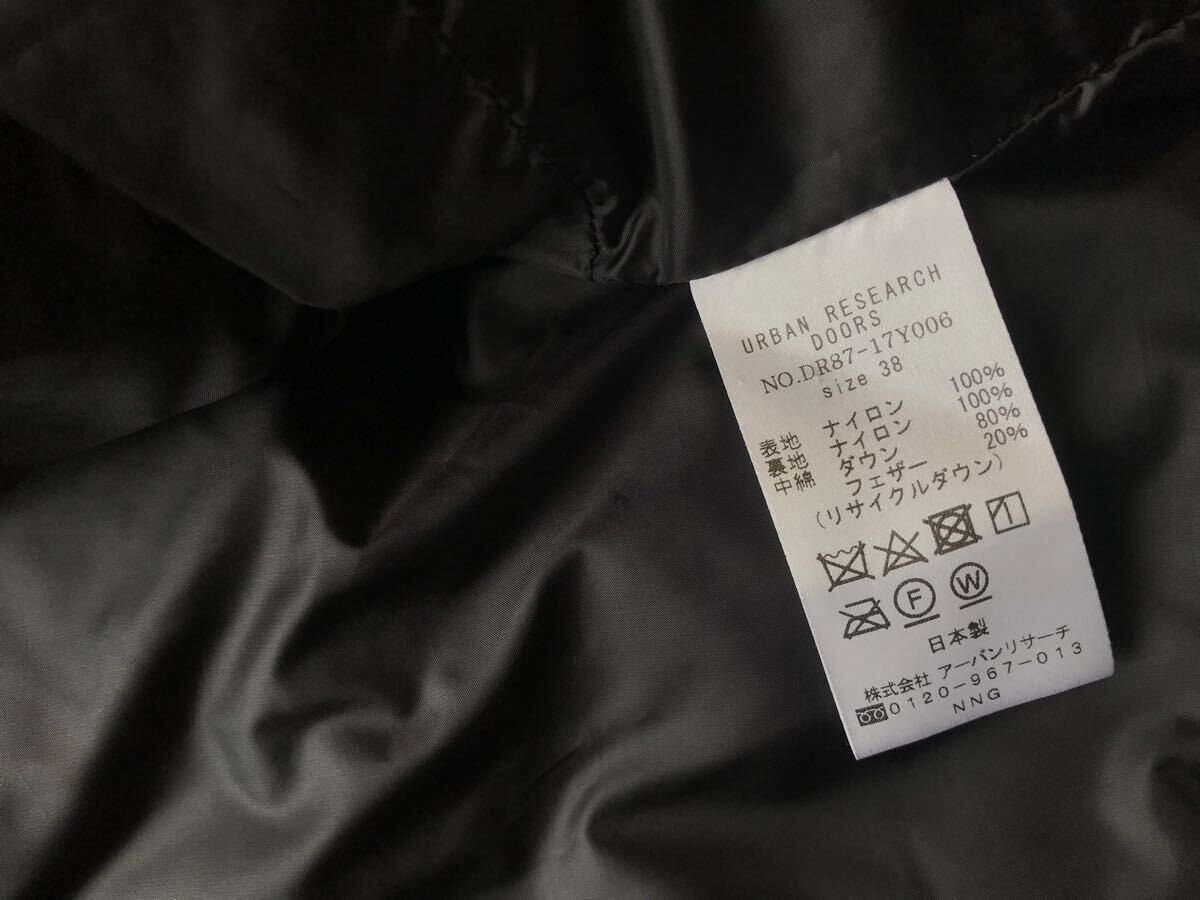 URBAN RESEARCH
DOORS
NO.DR87-17Y006
size 38
表地 ナイロン 100%
裏地 ナイロン 100%
中綿 ダウン 80%
フェザー 20%
(リサイクルダウン)
F W
日本製
株式会社 アーバンリサーチ
0120-967-013
NNG